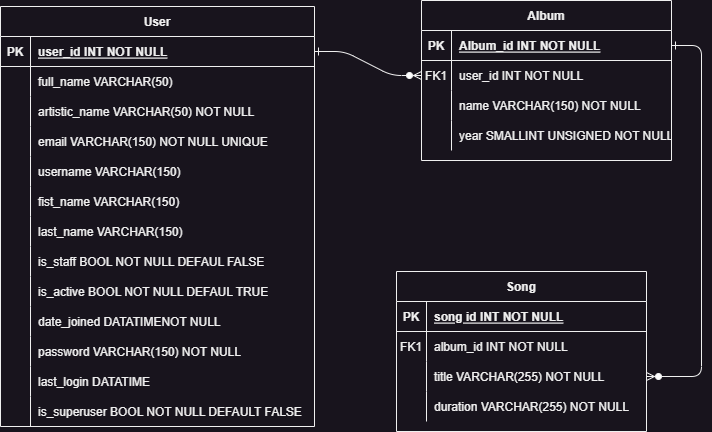 User
PK user_id INT NOT NULL
full_name VARCHAR(50)
artistic_name VARCHAR(50) NOT NULL
email VARCHAR(150) NOT NULL UNIQUE
username VARCHAR(150)
fist_name VARCHAR(150)
last_name VARCHAR(150)
is_staff BOOL NOT NULL DEFAUL FALSE
is_active BOOL NOT NULL DEFAUL TRUE
date_joined DATATIMENOT NULL
password VARCHAR(150) NOT NULL
last_login DATATIME
is_superuser BOOL NOT NULL DEFAULT FALSE
Album
PK Album_id INT NOT NULL
FK1 user_id INT NOT NULL
name VARCHAR(150) NOT NULL
year SMALLINT UNSIGNED NOT NULL
Song
PK song id INT NOT NULL
FK1 album_id INT NOT NULL
title VARCHAR(255) NOT NULL
duration VARCHAR(255) NOT NULL